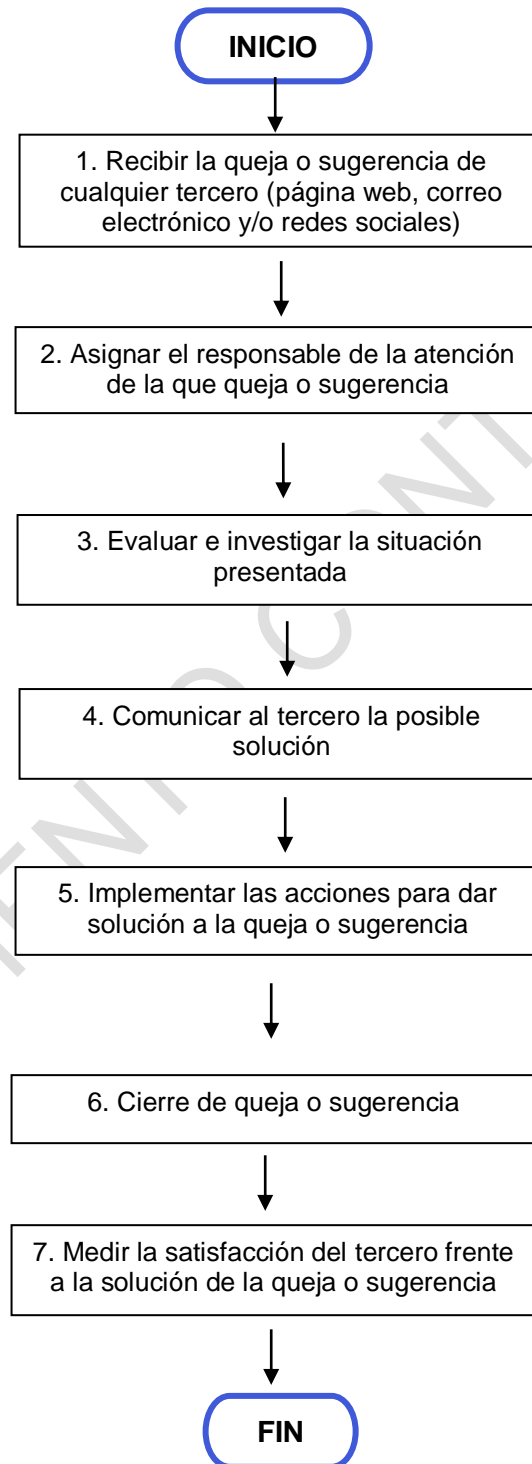 INICIO
1. Recibir la queja o sugerencia de
cualquier tercero (página web, correo
electrónico y/o redes sociales)
2. Asignar el responsable de la atención
de la que queja o sugerencia
3. Evaluar e investigar la situación
presentada
4. Comunicar al tercero la posible
solución
5. Implementar las acciones para dar
solución a la queja o sugerencia
6. Cierre de queja o sugerencia
7. Medir la satisfacción del tercero frente
a la solución de la queja o sugerencia
FIN